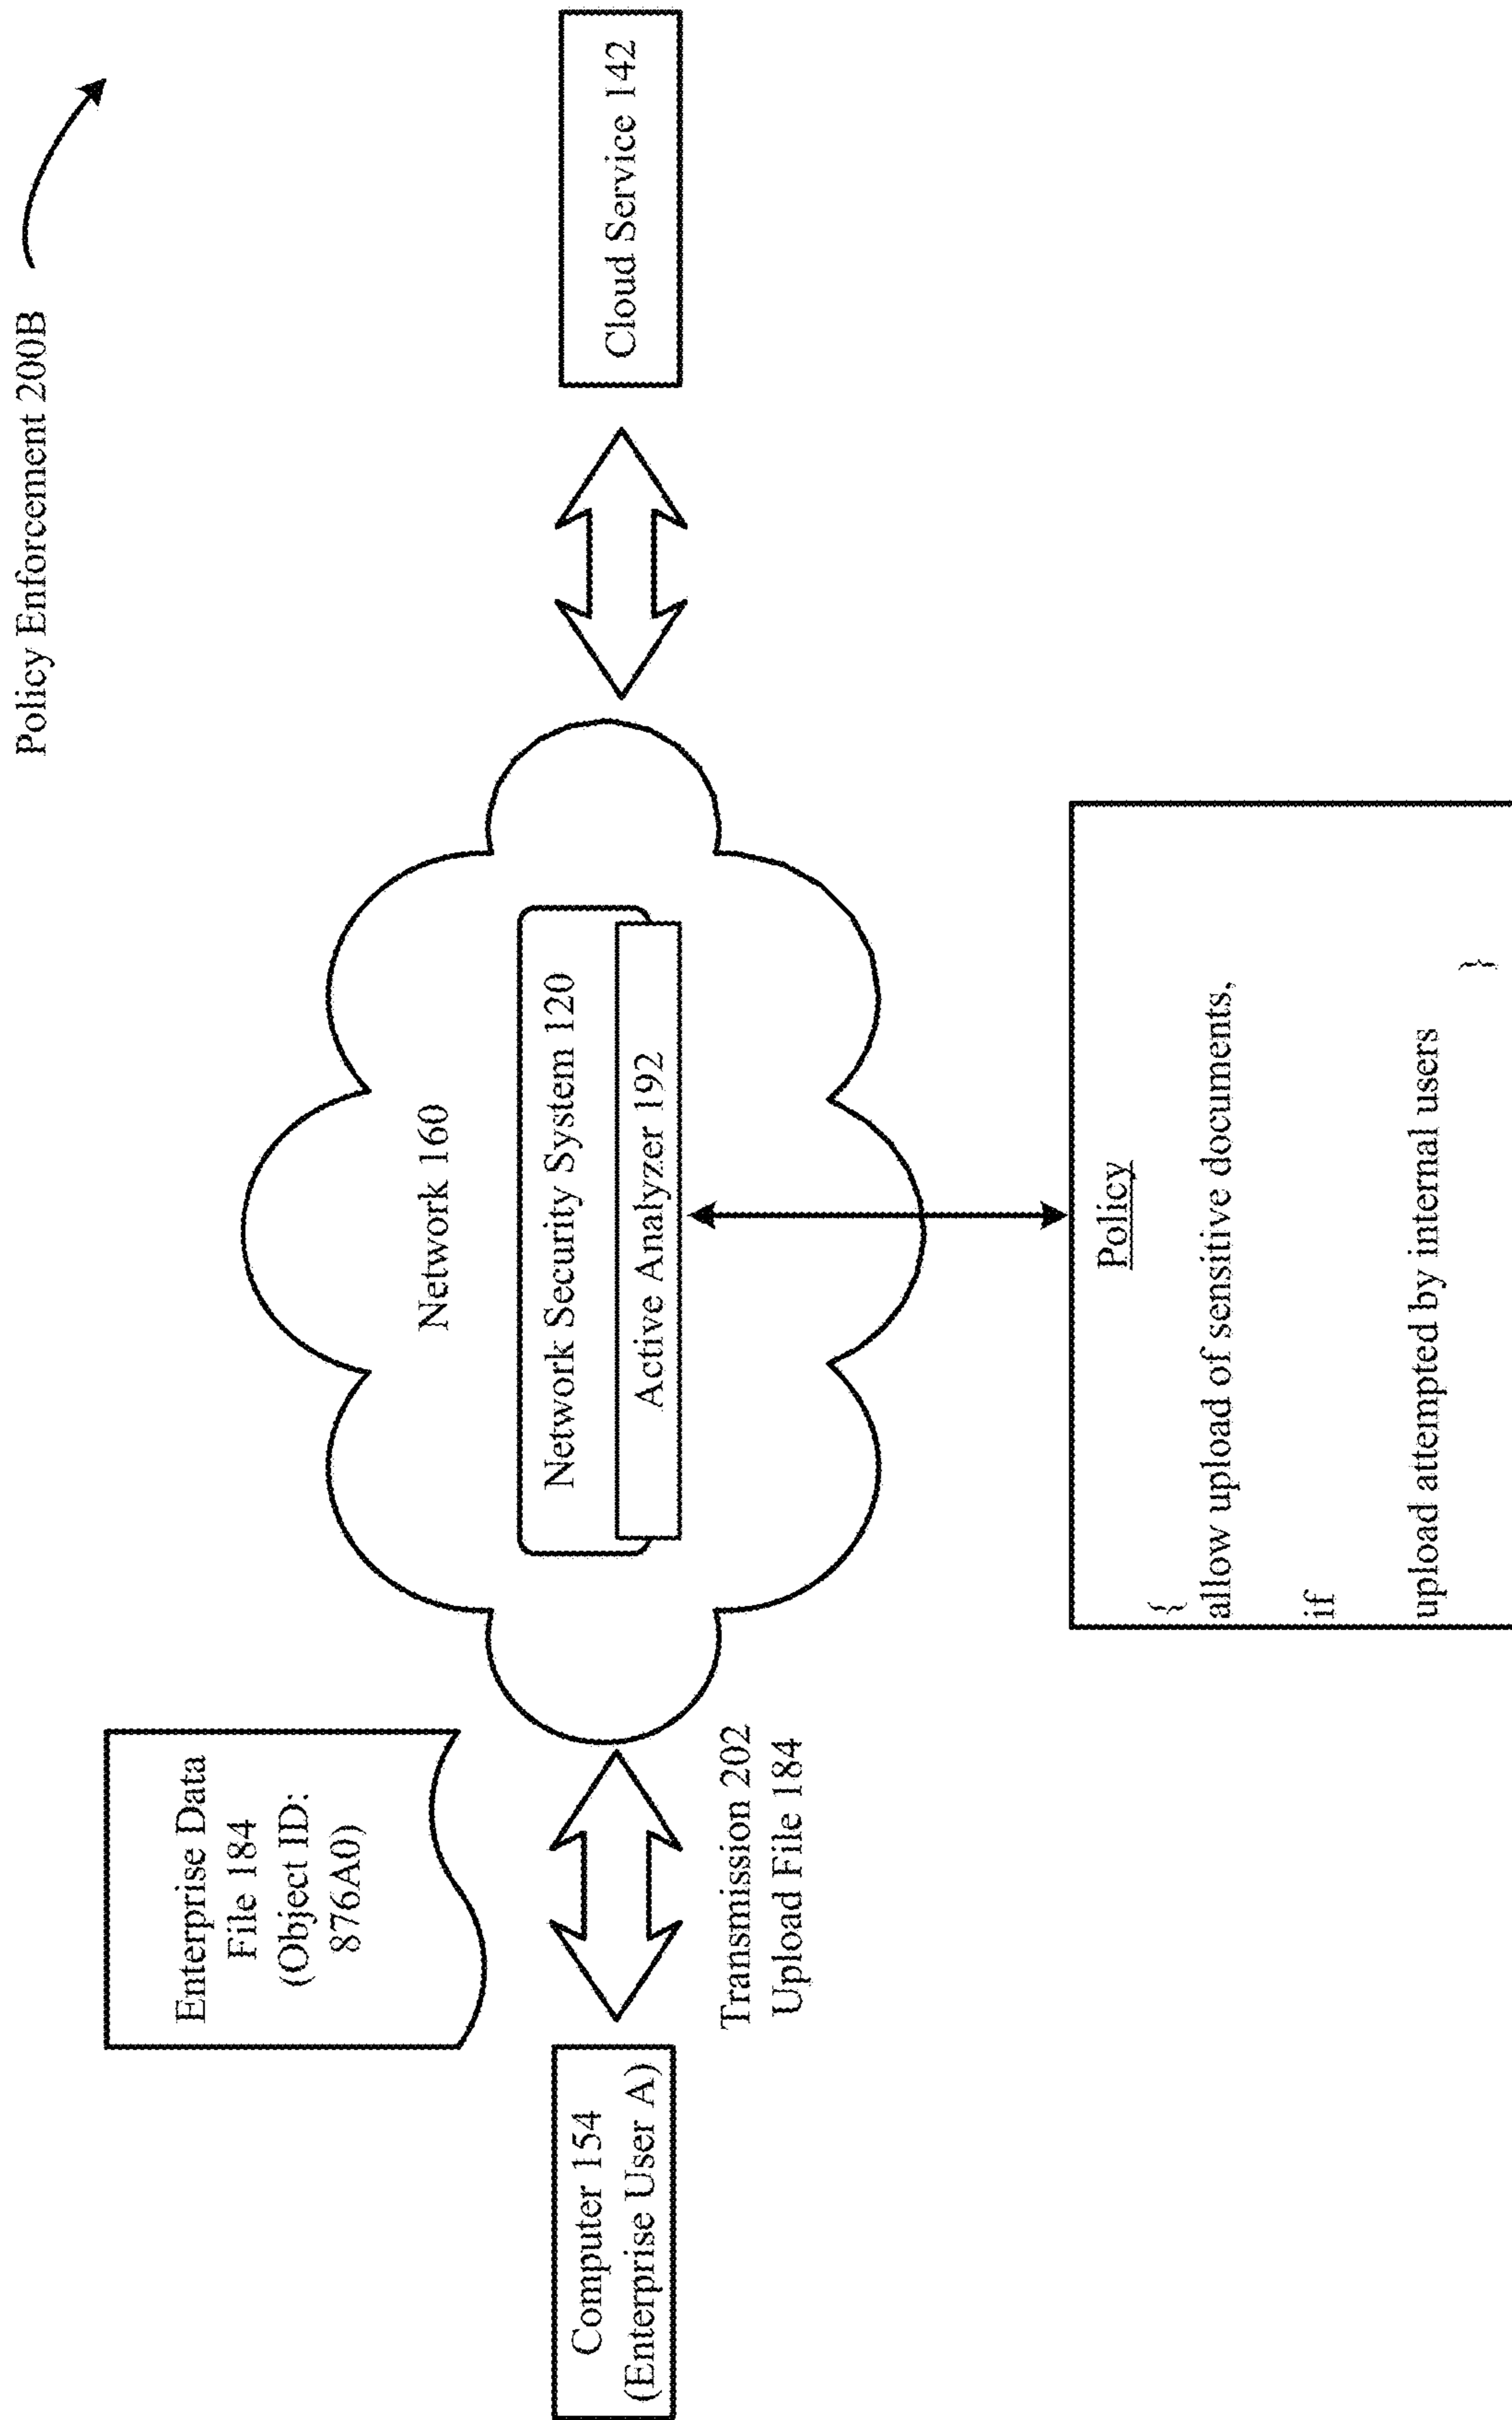 Policy Enforcement 200B
Enterprise Data
File 184
(Object ID:
876A0)
Computer 154
(Enterprise User A)
Transmission 202
Upload File 184
Network 160
Network Security System 120
Active Analyzer 192
Cloud Service 142
Policy
{
allow upload of sensitive documents,
if
upload attempted by internal users
}